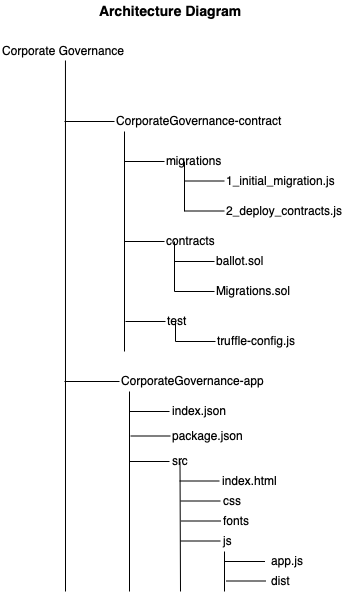 Architecture Diagram
Corporate Governance
CorporateGovernance-contract
migrations
1_initial_migration.js
2_deploy_contracts.js
contracts
ballot.sol
Migrations.sol
test
truffle-config.js
CorporateGovernance-app
index.json
package.json
src
index.html
css
fonts
js
app.js
dist